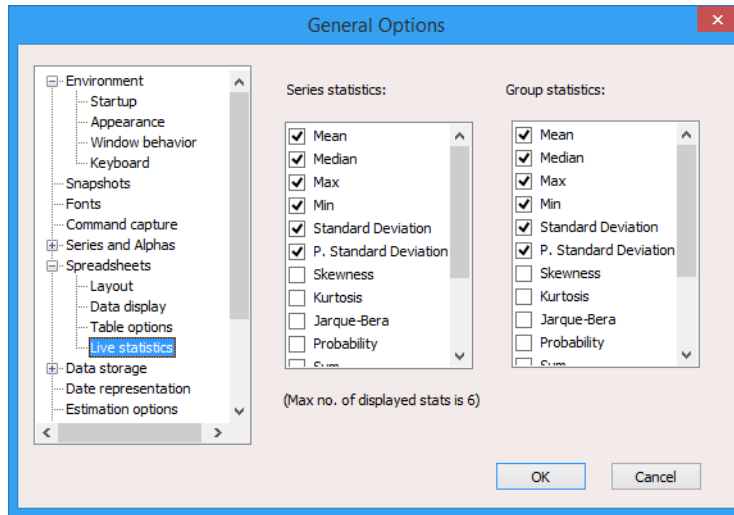 General Options
Environment
Startup
Appearance
Window behavior
Keyboard
Snapshots
Fonts
Command capture
Series and Alphas
Spreadsheets
Layout
Data display
Table options
Live statistics
Data storage
Date representation
Estimation options
Series statistics:
Mean
Median
Max
Min
Standard Deviation
P. Standard Deviation
Skewness
Kurtosis
Jarque-Bera
Probability
Sum
(Max no. of displayed stats is 6)
Group statistics:
Mean
Median
Max
Min
Standard Deviation
P. Standard Deviation
Skewness
Kurtosis
Jarque-Bera
Probability
Sum
OK
Cancel